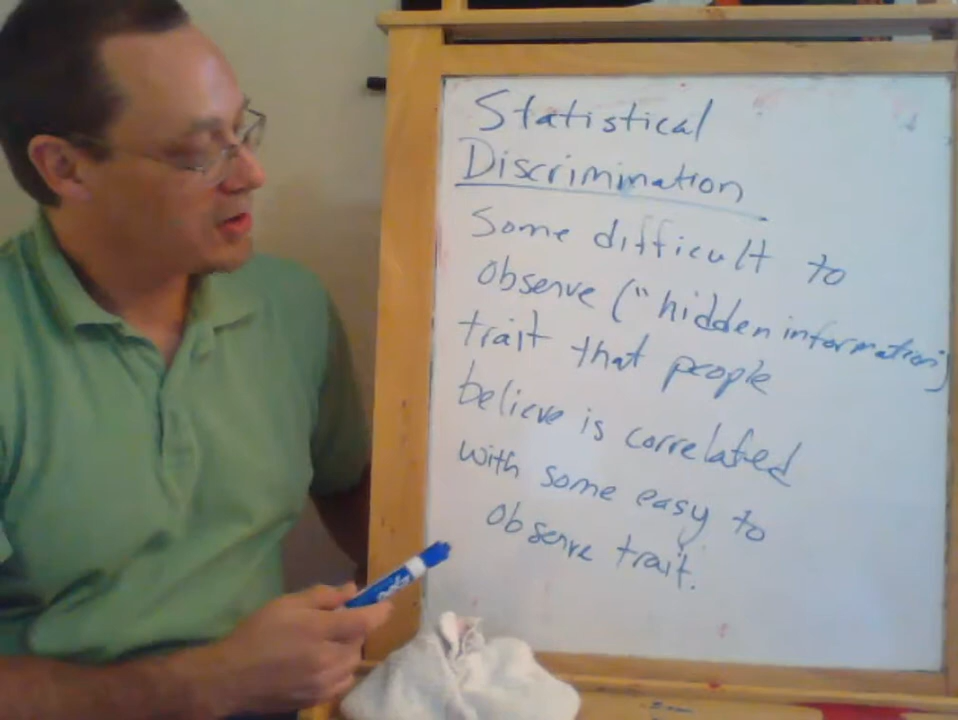 Statistical
Discrimination
Some difficult to
observe ("hidden information)
trait that people
believe is correlated
with some easy to
observe trait.